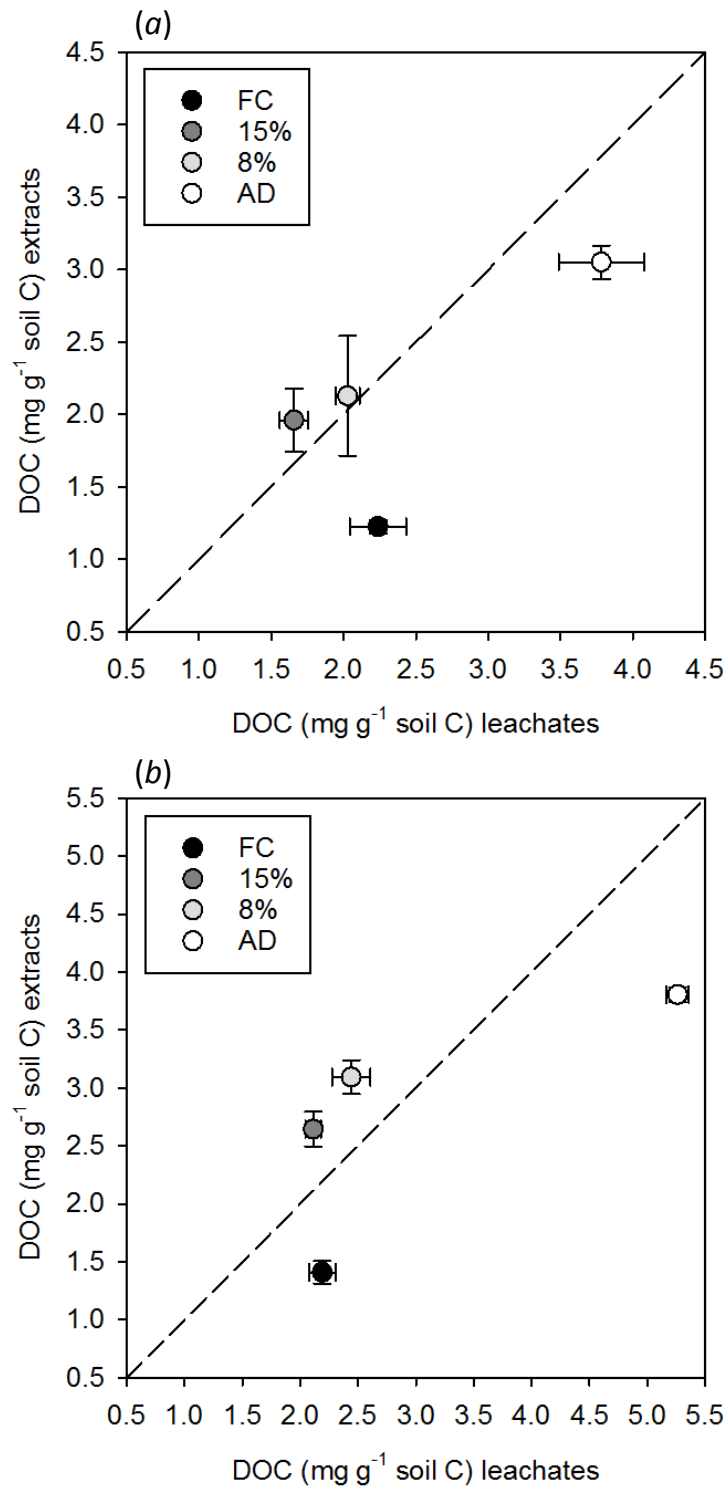 (a)
4.5
4.0
3.5
3.0
2.5
2.0
1.5
1.0
0.5
DOC (mg g-1 soil C) extracts
FC
15%
8%
AD
0.5 1.0 1.5 2.0 2.5 3.0 3.5 4.0 4.5
DOC (mg g-1 soil C) leachates
(b)
5.5
5.0
4.5
4.0
3.5
3.0
2.5
2.0
1.5
1.0
0.5
DOC (mg g-1 soil C) extracts
FC
15%
8%
AD
0.5 1.0 1.5 2.0 2.5 3.0 3.5 4.0 4.5 5.0 5.5
DOC (mg g-1 soil C) leachates